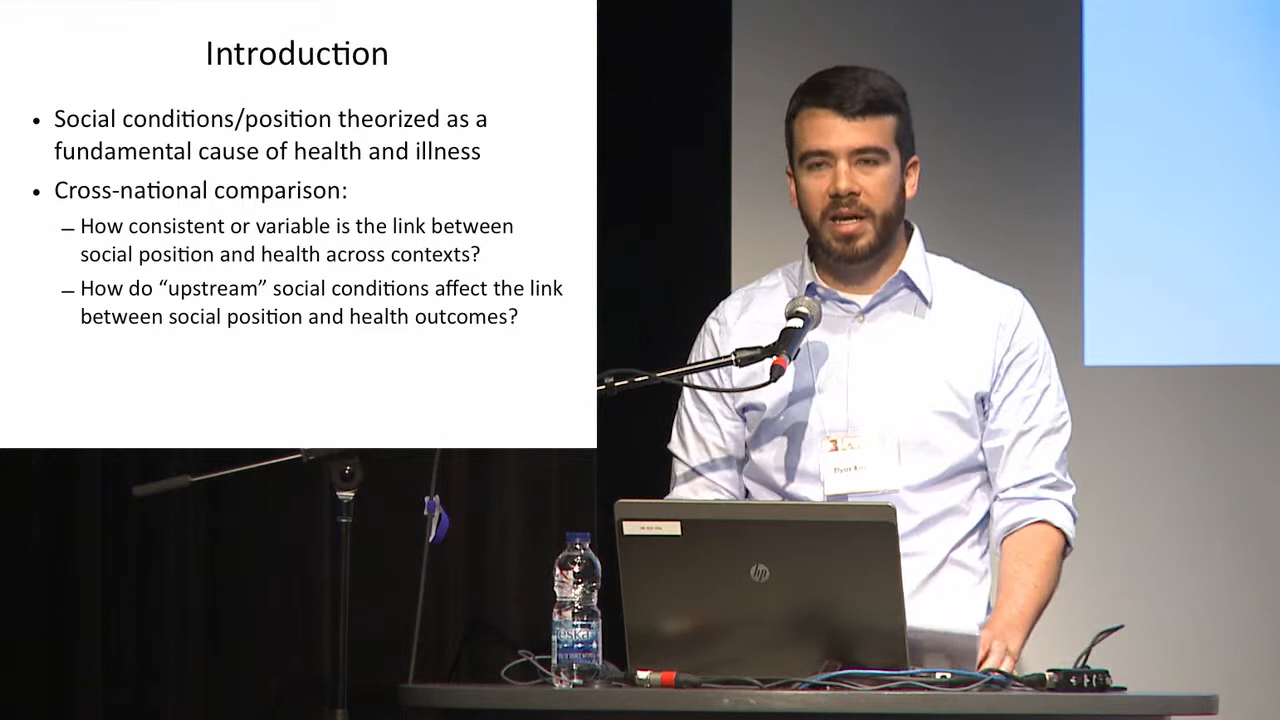 Introduction
• Social conditions/position theorized as a
fundamental cause of health and illness
• Cross-national comparison:
– How consistent or variable is the link between
social position and health across contexts?
– How do “upstream” social conditions affect the link
between social position and health outcomes?
hp
eska